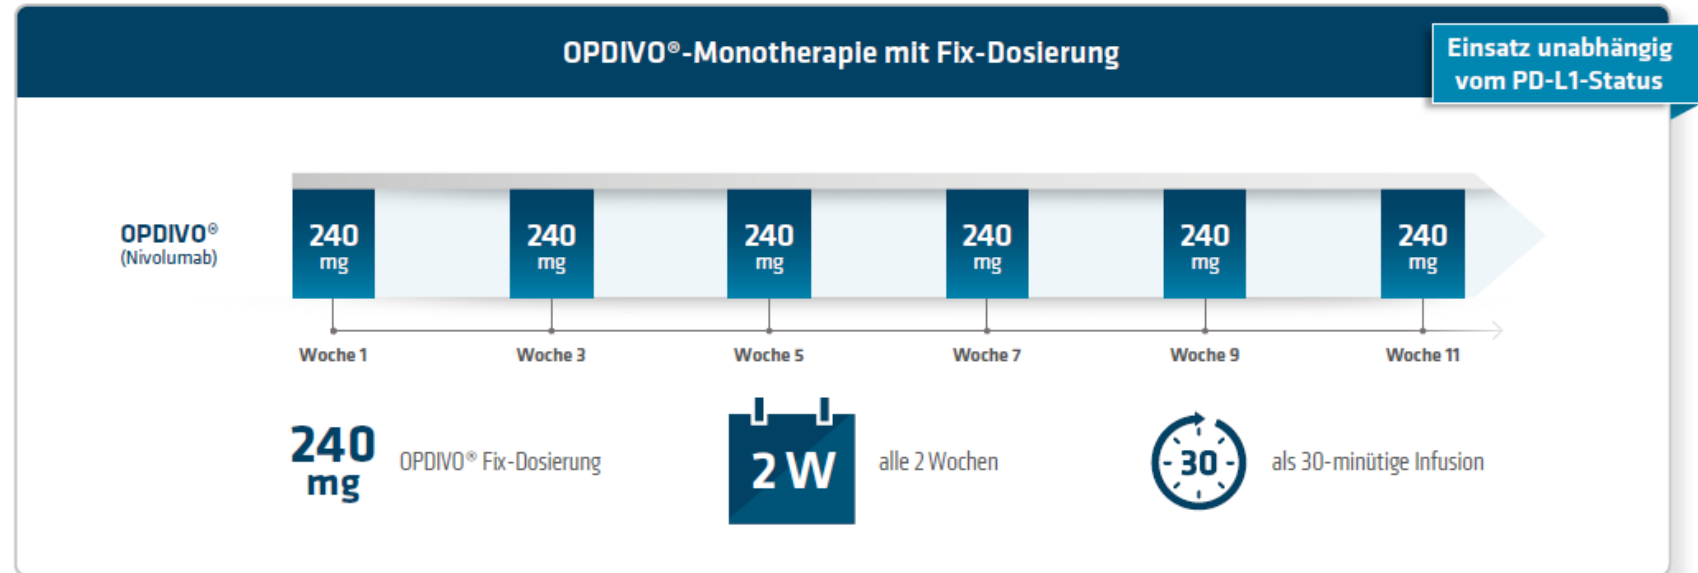 OPDIVO®-Monotherapie mit Fix-Dosierung
Einsatz unabhängig
vom PD-L1-Status
OPDIVO®
(Nivolumab)
240 240 240 240 240 240
mg mg mg mg mg mg
Woche 1 Woche 3 Woche 5 Woche 7 Woche 9 Woche 11
240
mg
OPDIVO® Fix-Dosierung
2 W
alle 2 Wochen
30
als 30-minütige Infusion